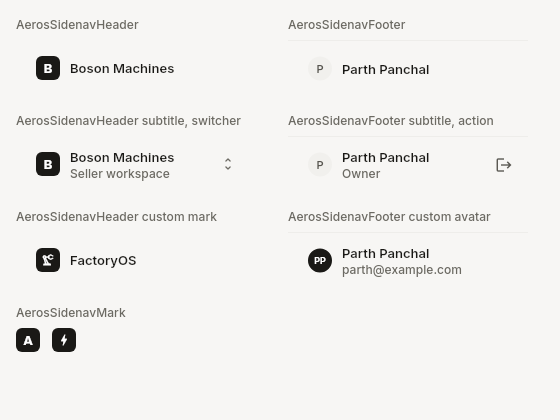 AerosSidenavHeader
B Boson Machines
AerosSidenavHeader subtitle, switcher
B Boson Machines
Seller workspace
AerosSidenavHeader custom mark
FactoryOS
AerosSidenavMark
A
AerosSidenavFooter
P Parth Panchal
AerosSidenavFooter subtitle, action
P Parth Panchal
Owner
AerosSidenavFooter custom avatar
PP Parth Panchal
parth@example.com